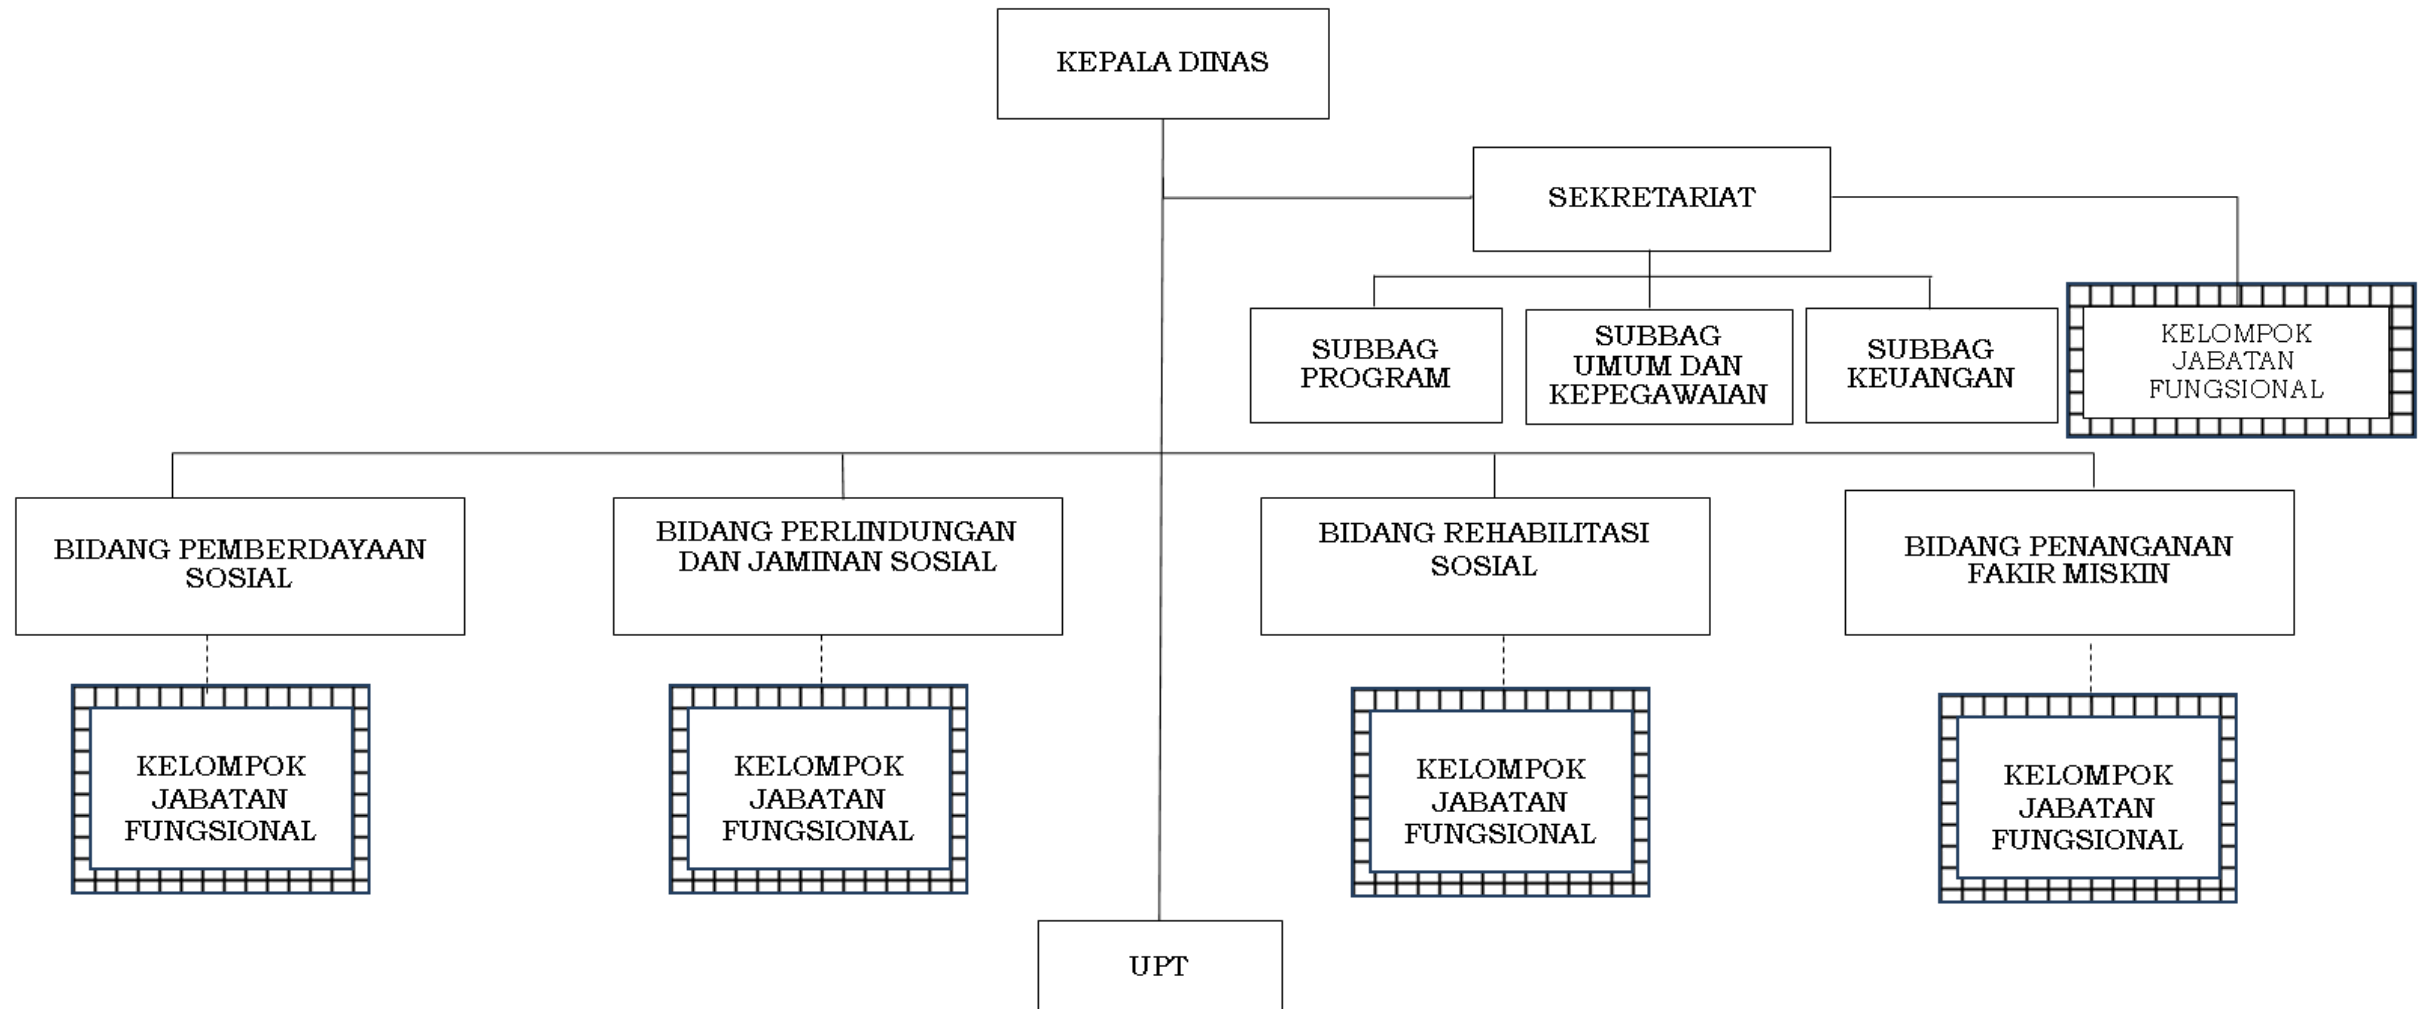 KEPALA DINAS
SEKRETARIAT
SUBBAG
PROGRAM
SUBBAG
UMUM DAN
KEPEGAWAIAN
SUBBAG
KEUANGAN
KELOMPOK
JABATAN
FUNGSIONAL
BIDANG PEMBERDAYAAN
SOSIAL
BIDANG PERLINDUNGAN
DAN JAMINAN SOSIAL
BIDANG REHABILITASI
SOSIAL
BIDANG PENANGANAN
FAKIR MISKIN
KELOMPOK
JABATAN
FUNGSIONAL
KELOMPOK
JABATAN
FUNGSIONAL
KELOMPOK
JABATAN
FUNGSIONAL
KELOMPOK
JABATAN
FUNGSIONAL
UPT